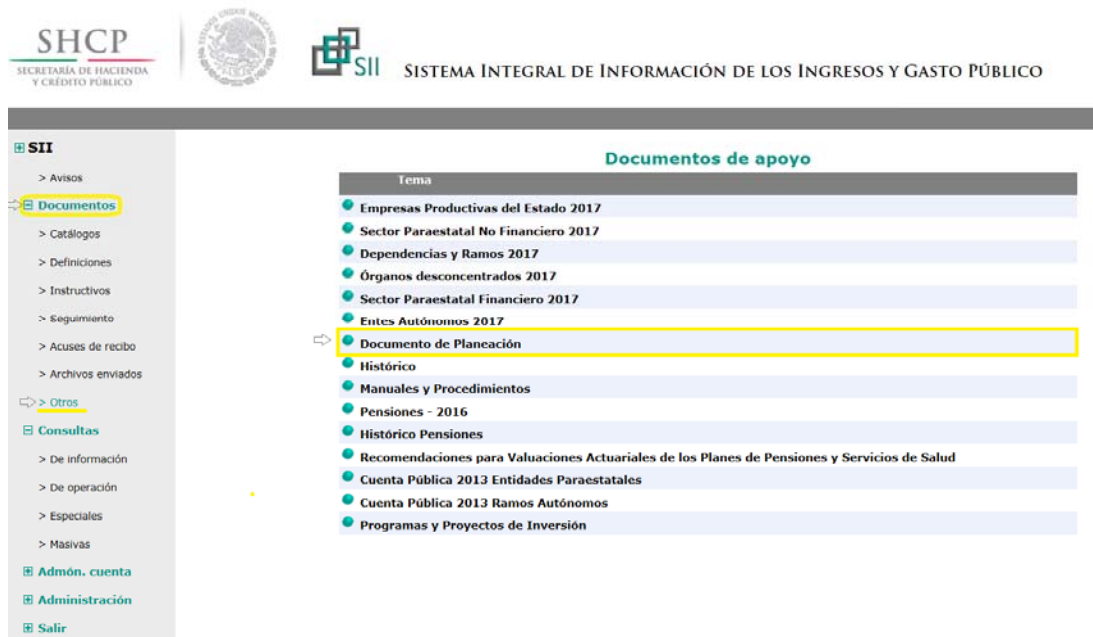 SHCP
SECRETARÍA DE HACIENDA
Y CRÉDITO PÚBLICO
ESTADOS UNIDOS MEXICANOS
SII
SISTEMA INTEGRAL DE INFORMACIÓN DE LOS INGRESOS Y GASTO PÚBLICO
SII
> Avisos
Documentos
> Catálogos
> Definiciones
> Instructivos
> Seguimiento
> Acuses de recibo
> Archivos enviados
> Otros
Consultas
> De información
> De operación
> Especiales
> Masivas
Admón. cuenta
Administración
Salir
Documentos de apoyo
Tema
Empresas Productivas del Estado 2017
Sector Paraestatal No Financiero 2017
Dependencias y Ramos 2017
Órganos desconcentrados 2017
Sector Paraestatal Financiero 2017
Entes Autónomos 2017
Documento de Planeación
Histórico
Manuales y Procedimientos
Pensiones - 2016
Histórico Pensiones
Recomendaciones para Valuaciones Actuariales de los Planes de Pensiones y Servicios de Salud
Cuenta Pública 2013 Entidades Paraestatales
Cuenta Pública 2013 Ramos Autónomos
Programas y Proyectos de Inversión